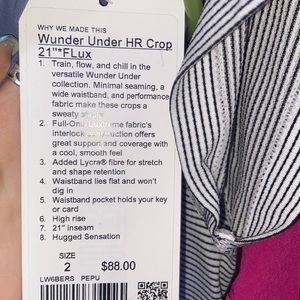 WHY WE MADE THIS
Wunder Under HR Crop
21"*FLux
1. Train, flow, and chill in the
versatile Wunder Under
collection. Minimal seaming, a
wide waistband, and performance
fabric make these crops a
sweaty
2. Full-On® Luxtreme fabric's
interlock construction offers
great support and coverage with
a cool, smooth feel
3. Added Lycra® fibre for stretch
and shape retention
4. Waistband lies flat and won't
dig in
5. Waistband pocket holds your key
or card
6. High rise
7. 21" inseam
8. Hugged Sensation
SIZE
2 $88.00
LW6BERS PEPU